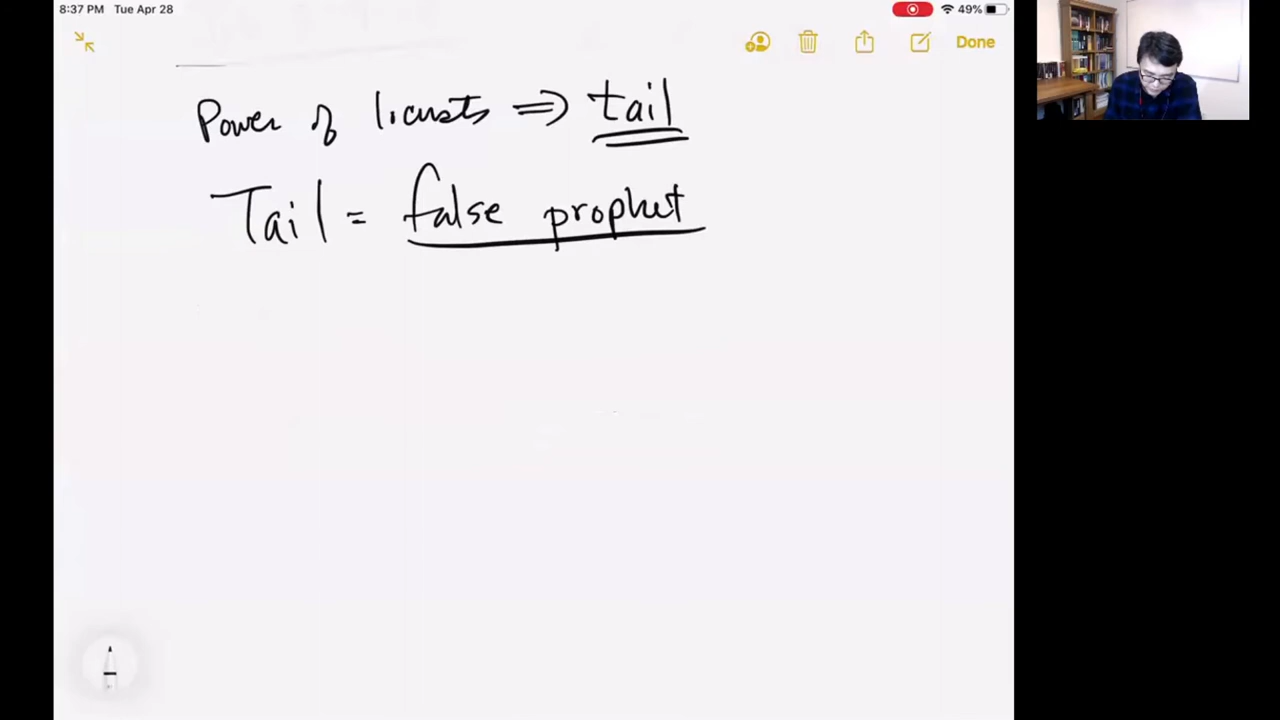 8:37 PM Tue Apr 28
49%
Done
Power of locusts ⇒ tail
Tail = false prophet